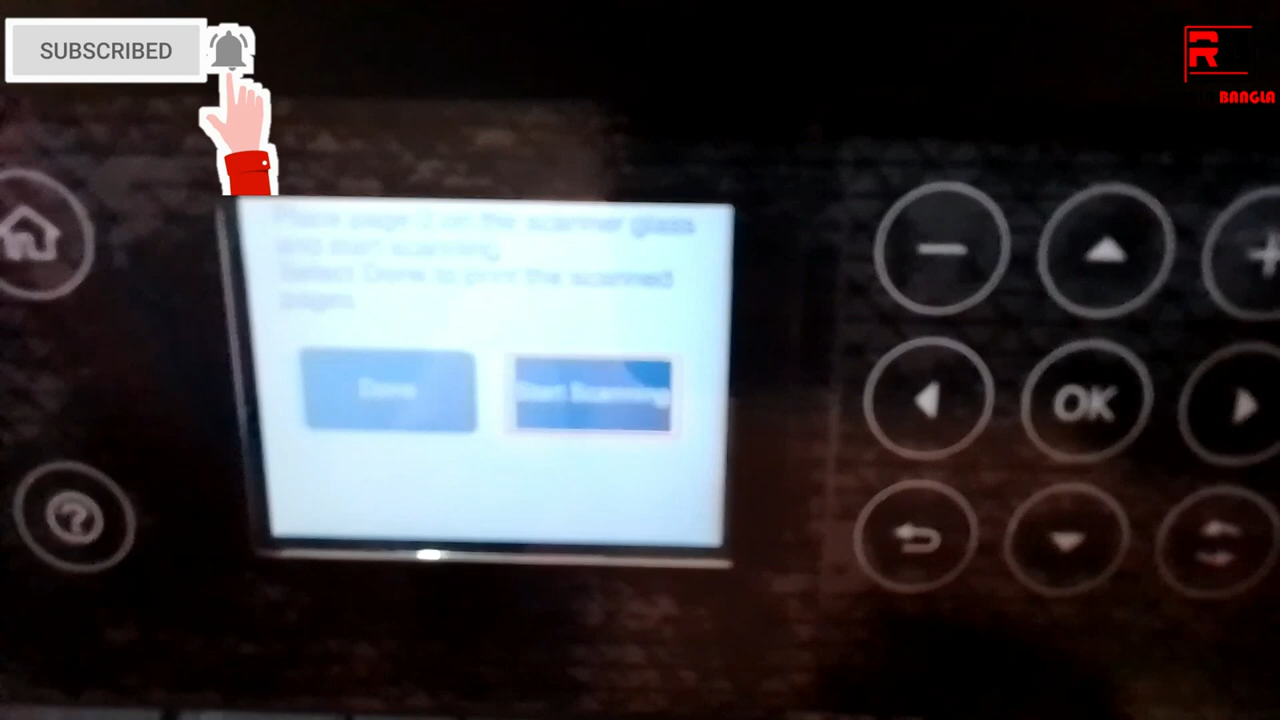 SUBSCRIBED
R
BANGLA
Place page 2 on the scanner glass
and start scanning.
Select Done to print the scanned
pages.
Done
Start Scanning
OK